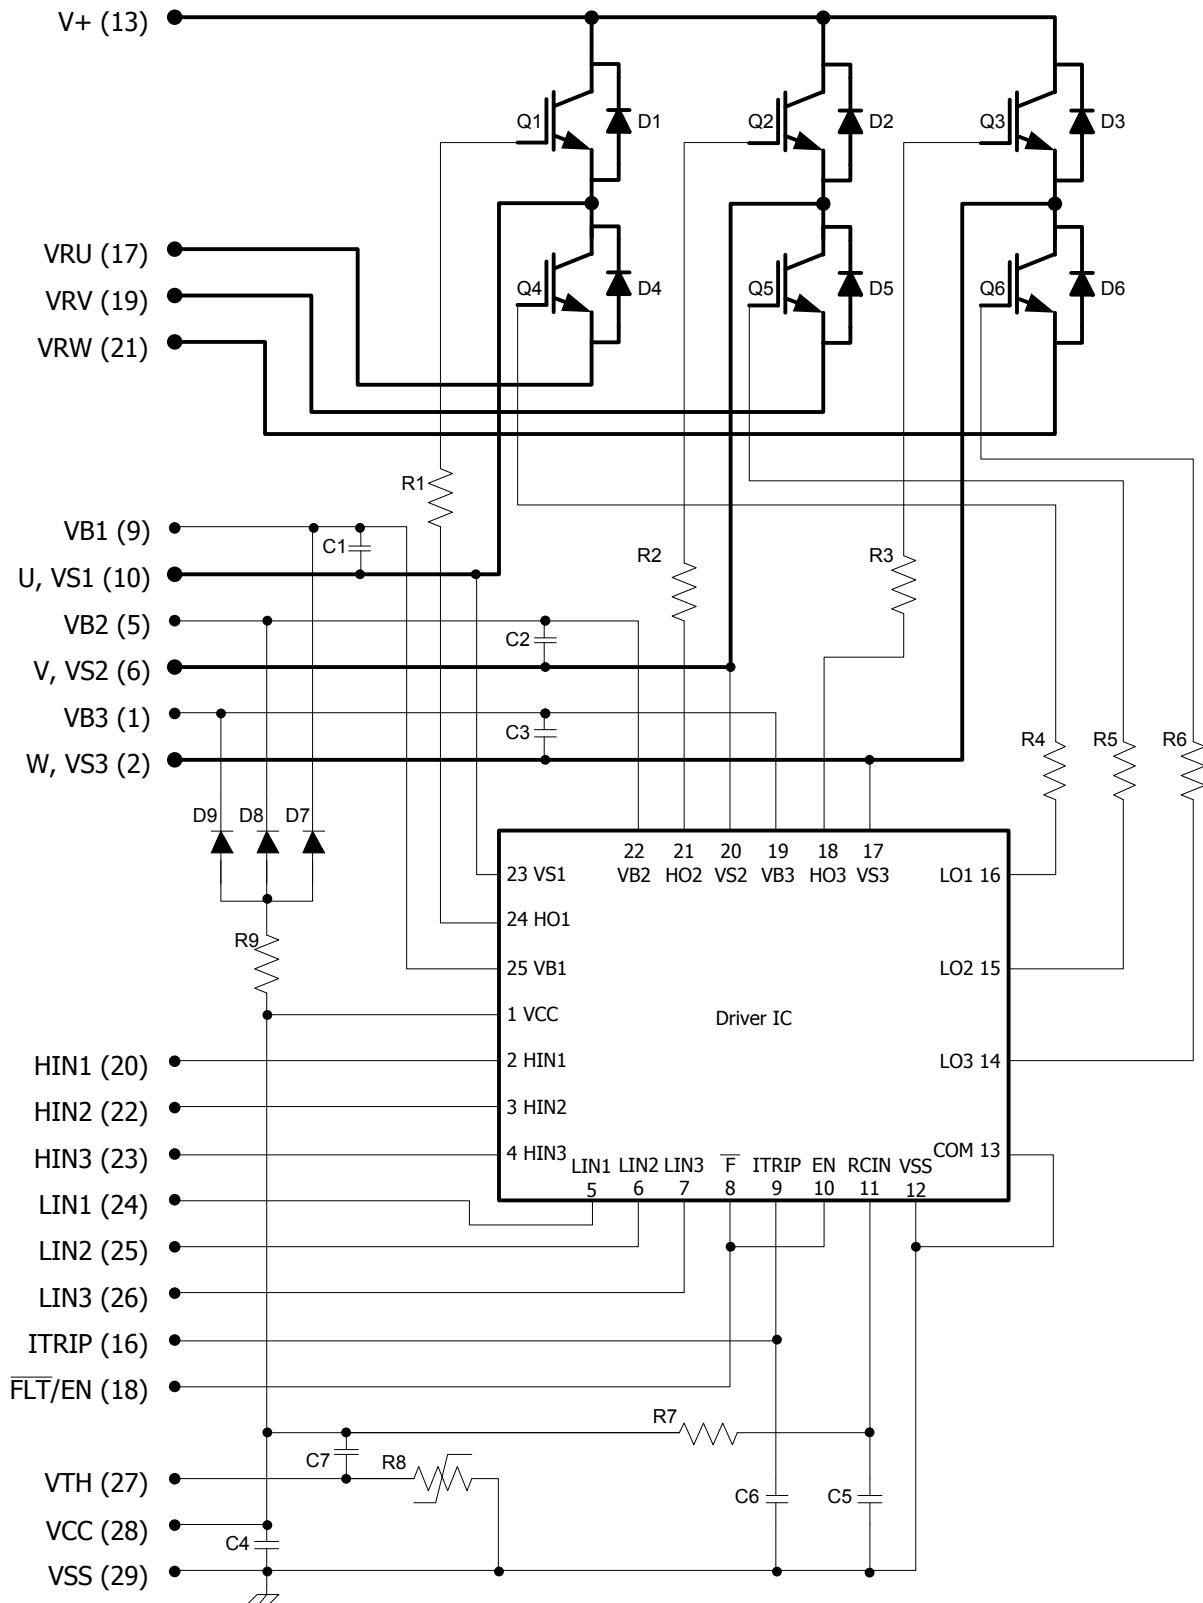 V+ (13)
Q1
D1
Q2
D2
Q3
D3
VRU (17)
VRV (19)
VRW (21)
Q4
D4
Q5
D5
Q6
D6
R1
VB1 (9)
C1
U, VS1 (10)
R2
R3
VB2 (5)
C2
V, VS2 (6)
VB3 (1)
C3
W, VS3 (2)
R4
R5
R6
D9
D8
D7
22
21
20
19
18
17
VB2
HO2
VS2
VB3
HO3
VS3
23 VS1
LO1 16
24 HO1
R9
25 VB1
LO2 15
1 VCC
Driver IC
HIN1 (20)
2 HIN1
LO3 14
HIN2 (22)
3 HIN2
HIN3 (23)
4 HIN3
COM 13
LIN1
LIN2
LIN3
F̅
ITRIP
EN
RCIN
VSS
5
6
7
8
9
10
11
12
LIN1 (24)
LIN2 (25)
LIN3 (26)
ITRIP (16)
F̅L̅T̅/EN (18)
R7
C7
R8
VTH (27)
C6
C5
VCC (28)
C4
VSS (29)